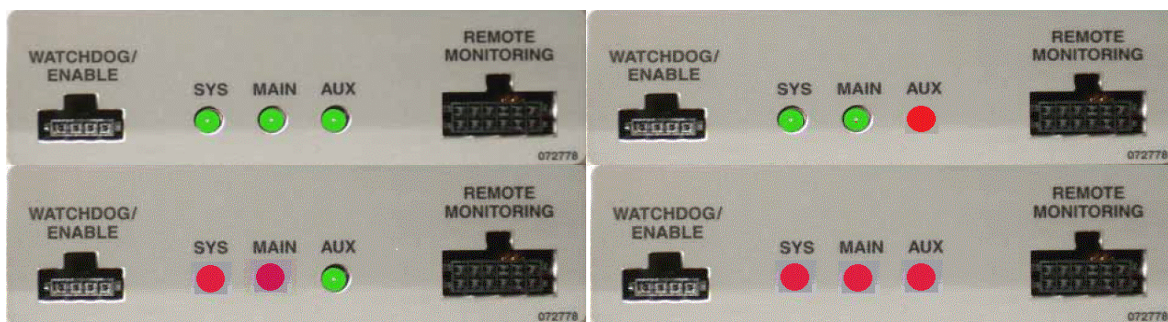 WATCHDOG/
ENABLE
SYS MAIN AUX
REMOTE
MONITORING
072778
WATCHDOG/
ENABLE
SYS MAIN AUX
REMOTE
MONITORING
072778
WATCHDOG/
ENABLE
SYS MAIN AUX
REMOTE
MONITORING
072778
WATCHDOG/
ENABLE
SYS MAIN AUX
REMOTE
MONITORING
072778